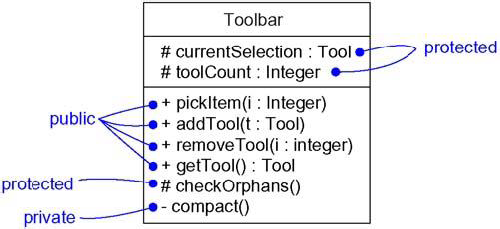 Toolbar
# currentSelection : Tool
protected
# toolCount : Integer
public
+ pickItem(i : Integer)
+ addTool(t : Tool)
+ removeTool(i : integer)
+ getTool() : Tool
protected
# checkOrphans()
private
- compact()